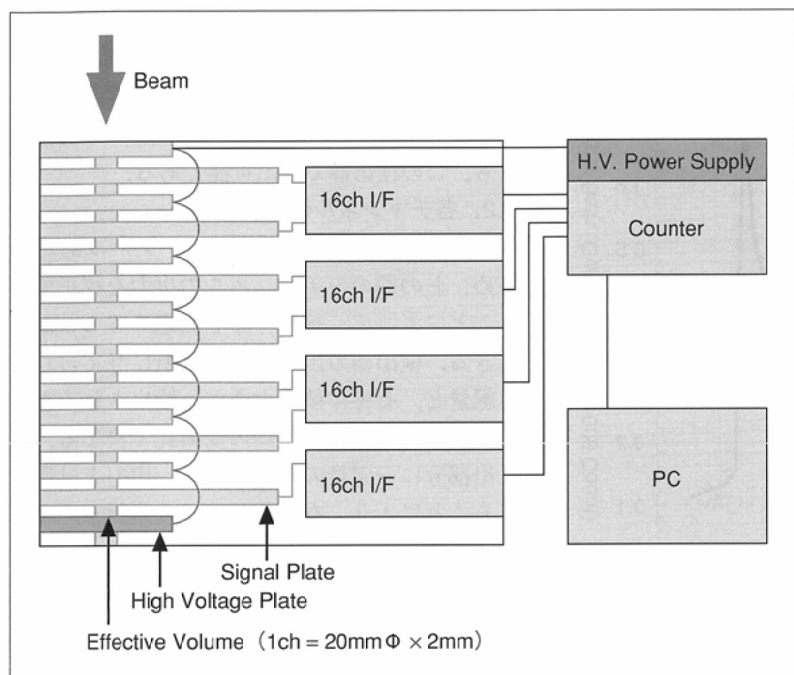 Beam
H.V. Power Supply
Counter
16ch I/F
16ch I/F
16ch I/F
16ch I/F
PC
Signal Plate
High Voltage Plate
Effective Volume（1ch = 20mmΦ × 2mm）